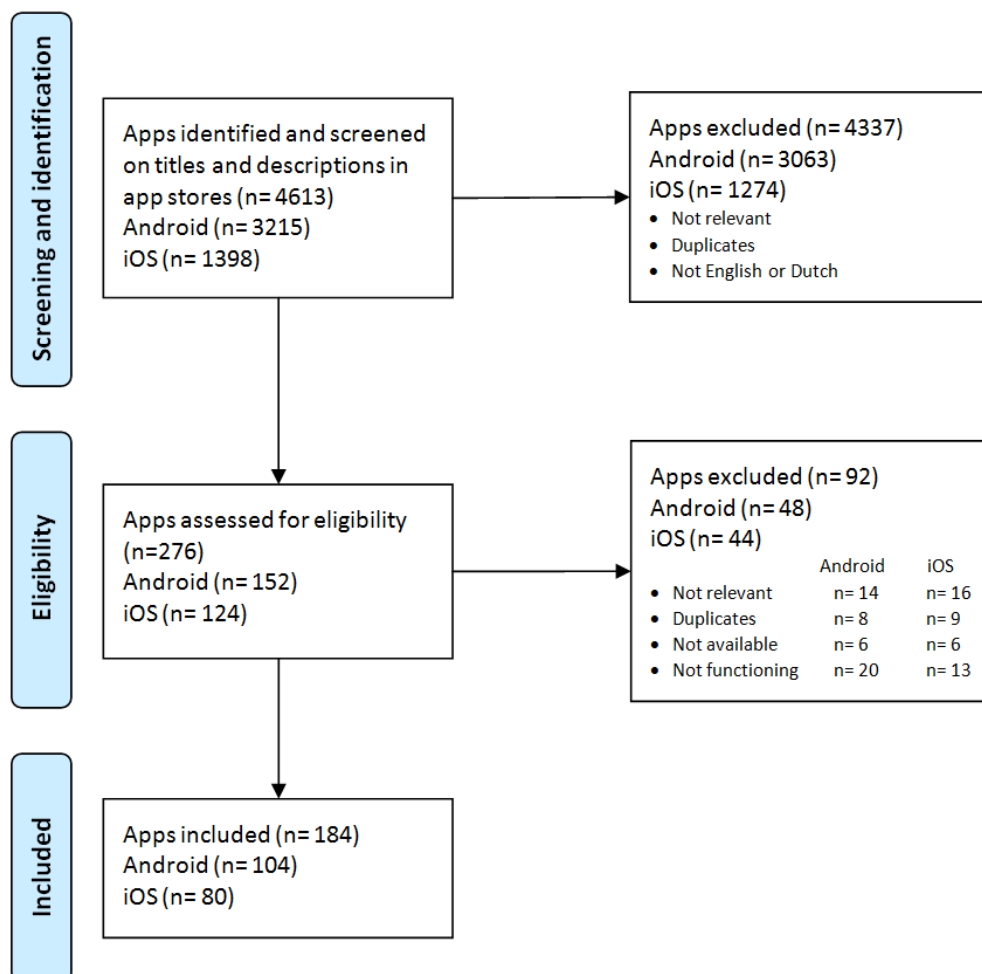 Screening and identification
Apps identified and screened
on titles and descriptions in
app stores (n= 4613)
Android (n= 3215)
iOS (n= 1398)
Apps excluded (n= 4337)
Android (n= 3063)
iOS (n= 1274)
• Not relevant
• Duplicates
• Not English or Dutch
Eligibility
Apps assessed for eligibility
(n=276)
Android (n= 152)
iOS (n= 124)
Apps excluded (n= 92)
Android (n= 48)
iOS (n= 44)
Android iOS
• Not relevant n= 14 n= 16
• Duplicates n= 8 n= 9
• Not available n= 6 n= 6
• Not functioning n= 20 n= 13
Included
Apps included (n= 184)
Android (n= 104)
iOS (n= 80)